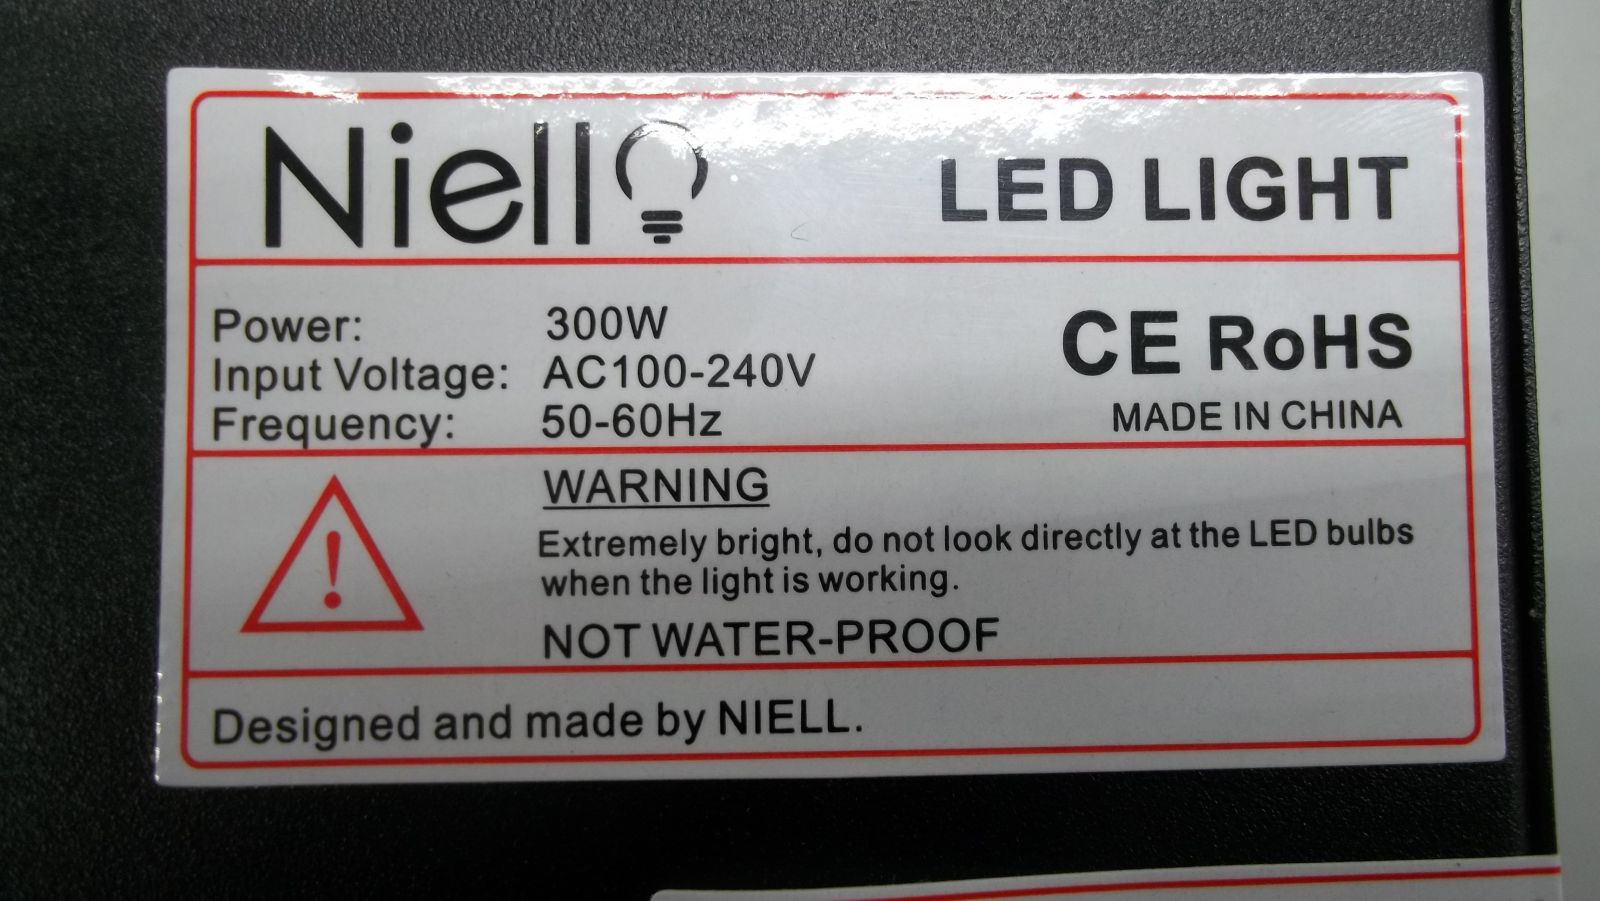 Niell
LED LIGHT
Power: 300W
Input Voltage: AC100-240V
Frequency: 50-60Hz
CE RoHS
MADE IN CHINA
WARNING
Extremely bright, do not look directly at the LED bulbs
when the light is working.
NOT WATER-PROOF
Designed and made by NIELL.